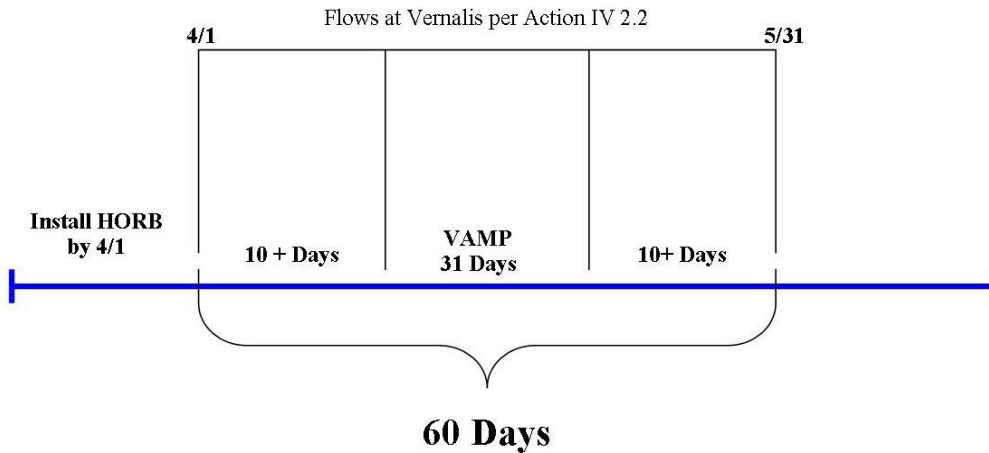 Flows at Vernalis per Action IV 2.2
4/1
5/31
Install HORB
by 4/1
10 + Days
VAMP
31 Days
10+ Days
60 Days